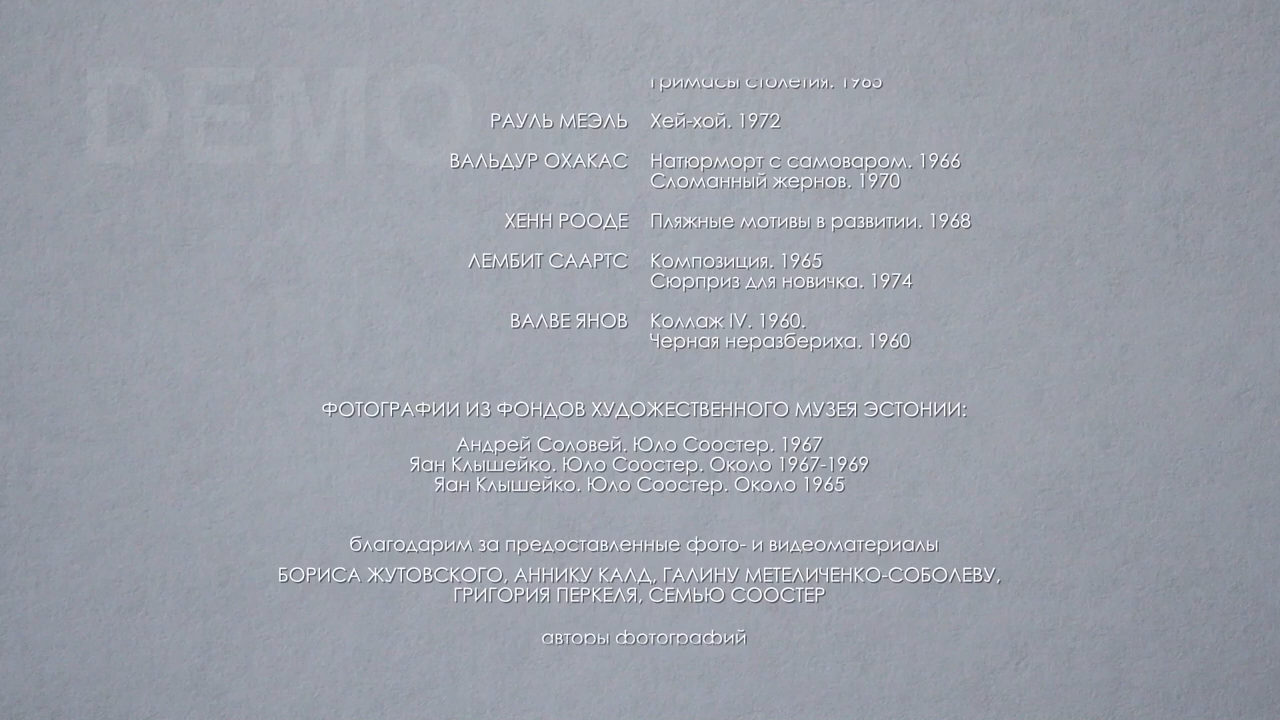 DEMO
Гримасы столетия.
РАУЛЬ МЕЭЛЬ Хей-хой. 1972
ВАЛЬДУР ОХАКАС Натюрморт с самоваром. 1966
Сломанный жернов. 1970
ХЕНН РООДЕ Пляжные мотивы в развитии. 1968
ЛЕМБИТ СААРТС Композиция. 1965
Сюрприз для новичка. 1974
ВАЛВЕ ЯНОВ Коллаж IV. 1960.
Черная неразбериха. 1960
ФОТОГРАФИИ ИЗ ФОНДОВ ХУДОЖЕСТВЕННОГО МУЗЕЯ ЭСТОНИИ:
Андрей Соловей. Юло Соостер. 1967
Яан Клышейко. Юло Соостер. Около 1967-1969
Яан Клышейко. Юло Соостер. Около 1965
благодарим за предоставленные фото- и видеоматериалы
БОРИСА ЖУТОВСКОГО, АННИКУ КАЛД, ГАЛИНУ МЕТЕЛИЧЕНКО-СОБОЛЕВУ,
ГРИГОРИЯ ПЕРКЕЛЯ, СЕМЬЮ СООСТЕР
авторы фотографий